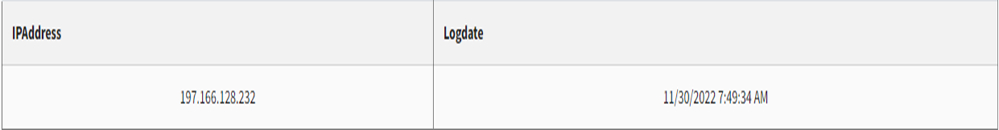 IPAddress Logdate
197.166.128.232 11/30/2022 7:49:34 AM